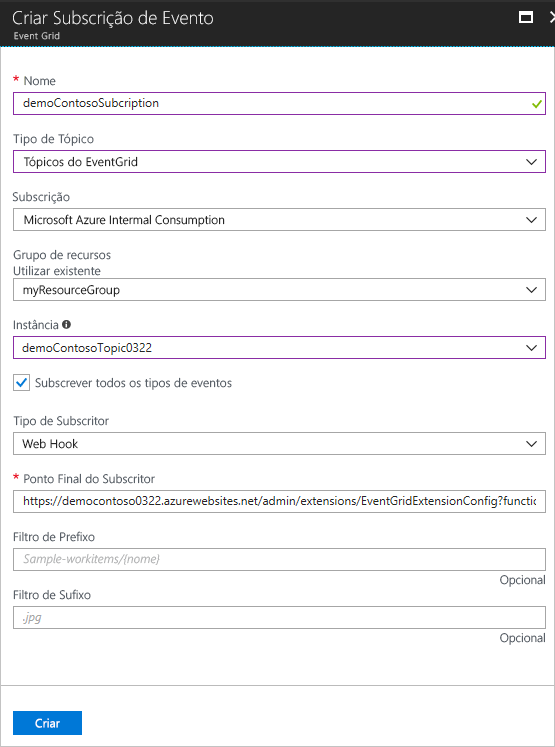 Criar Subscrição de Evento
Event Grid
* Nome
demoContosoSubcription
Tipo de Tópico
Tópicos do EventGrid
Subscrição
Microsoft Azure Intermal Consumption
Grupo de recursos
Utilizar existente
myResourceGroup
Instância
demoContosoTopic0322
Subscrever todos os tipos de eventos
Tipo de Subscritor
Web Hook
* Ponto Final do Subscritor
https://democontoso0322.azurewebsites.net/admin/extensions/EventGridExtensionConfig?functic
Filtro de Prefixo
Sample-workitems/{nome}
Opcional
Filtro de Sufixo
.jpg
Opcional
Criar